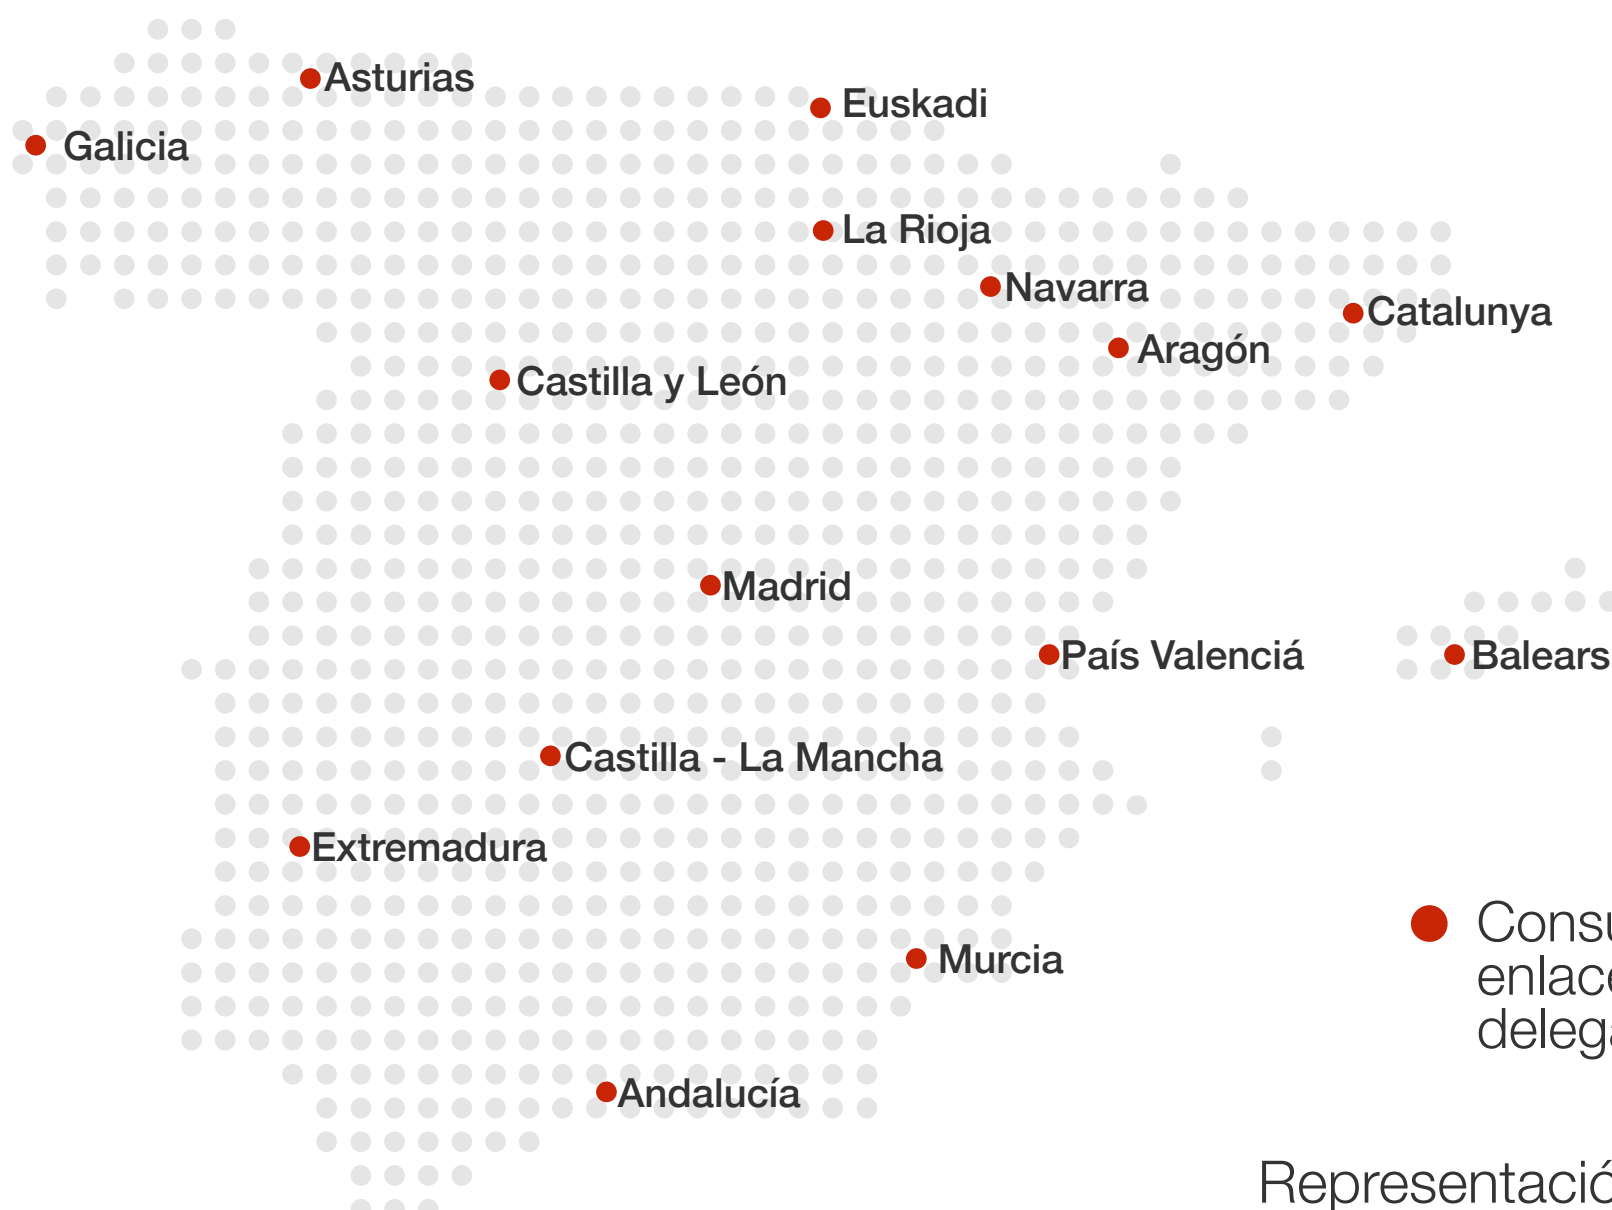 Asturias
Euskadi
Galicia
La Rioja
Navarra
Catalunya
Aragón
Castilla y León
Madrid
País Valenciá
Balears
Castilla - La Mancha
Extremadura
Murcia
Andalucía